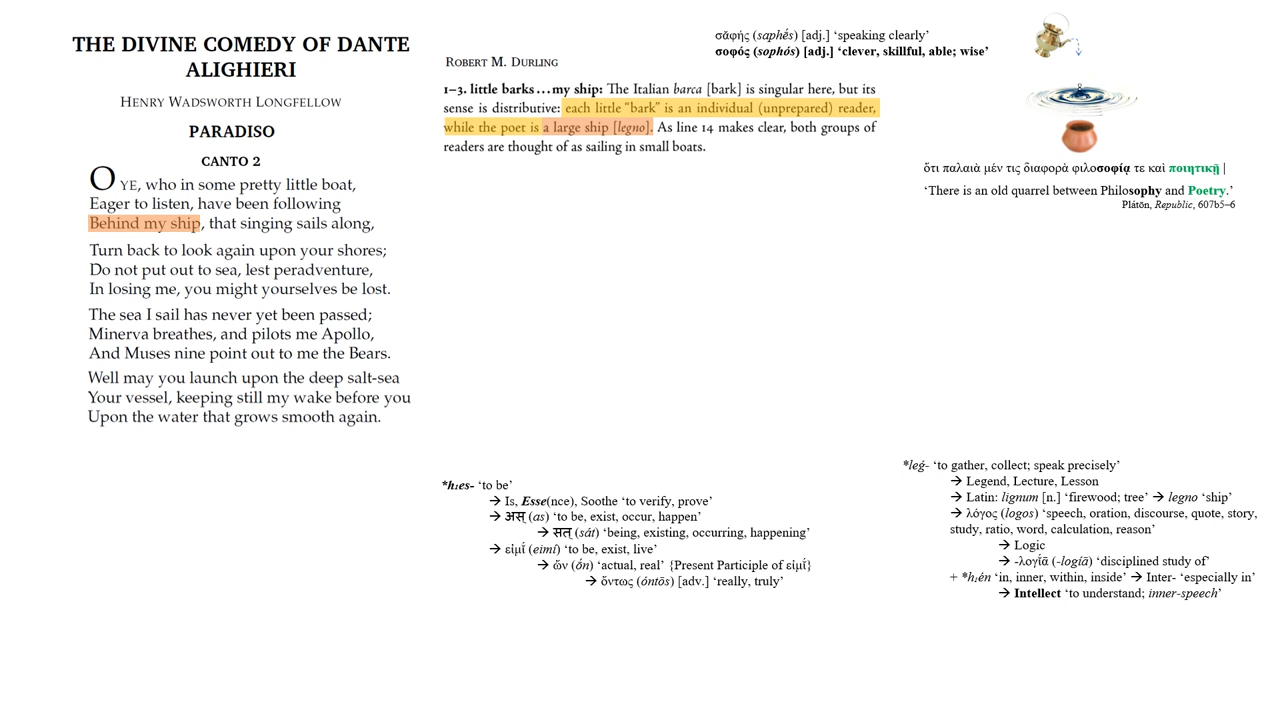 THE DIVINE COMEDY OF DANTE
ALIGHIERI
HENRY WADSWORTH LONGFELLOW
PARADISO
CANTO 2
O YE, who in some pretty little boat,
Eager to listen, have been following
Behind my ship, that singing sails along,
Turn back to look again upon your shores;
Do not put out to sea, lest peradventure,
In losing me, you might yourselves be lost.
The sea I sail has never yet been passed;
Minerva breathes, and pilots me Apollo,
And Muses nine point out to me the Bears.
Well may you launch upon the deep salt-sea
Your vessel, keeping still my wake before you
Upon the water that grows smooth again.
ROBERT M. DURLING
1–3. little barks . . . my ship: The Italian barca [bark] is singular here, but its
sense is distributive: each little “bark” is an individual (unprepared) reader,
while the poet is a large ship [legno]. As line 14 makes clear, both groups of
readers are thought of as sailing in small boats.
σᾰφής (saphḗs) [adj.] ‘speaking clearly’
σοφός (sophós) [adj.] ‘clever, skillful, able; wise’
ὅτι παλαιὰ μέν τις διαφορὰ φιλοσοφίᾳ τε καὶ ποιητικῇ |
‘There is an old quarrel between Philosophy and Poetry.’
Plátōn, Republic, 607b5–6
*h₁es- ‘to be’
→ Is, Esse(nce), Soothe ‘to verify, prove’
→ अस् (as) ‘to be, exist, occur, happen’
→ सत् (sát) ‘being, existing, occurring, happening’
→ εἰμῐ́ (eimí) ‘to be, exist, live’
→ ὤν (ṓn) ‘actual, real’ {Present Participle of εἰμῐ́}
→ ὄντως (óntōs) [adv.] ‘really, truly’
*leǵ- ‘to gather, collect; speak precisely’
→ Legend, Lecture, Lesson
→ Latin: lignum [n.] ‘firewood; tree’ → legno ‘ship’
→ λόγος (logos) ‘speech, oration, discourse, quote, story,
study, ratio, word, calculation, reason’
→ Logic
→ -λογῐ́ᾱ (-logíā) ‘disciplined study of’
+ *h₁én ‘in, inner, within, inside’ → Inter- ‘especially in’
→ Intellect ‘to understand; inner-speech’